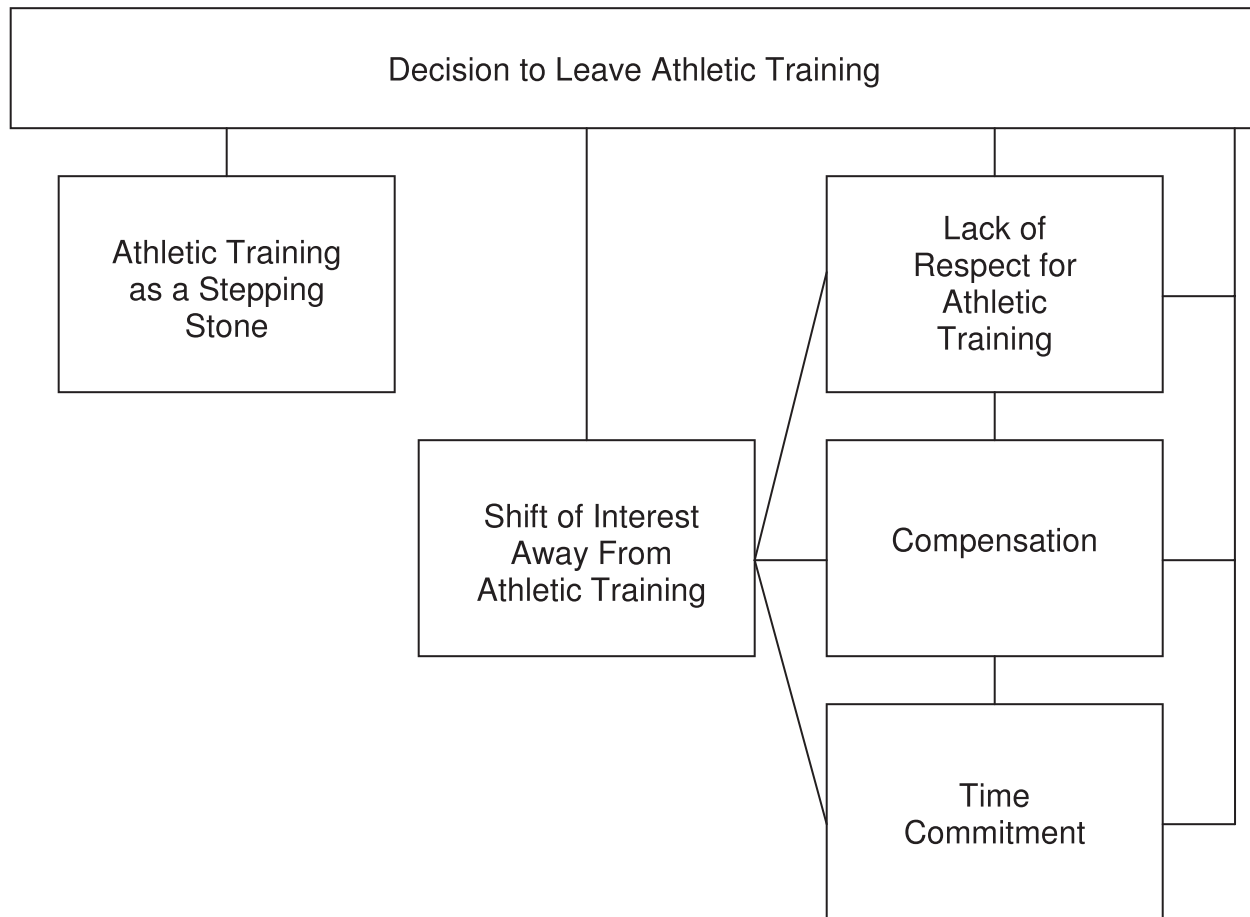 Decision to Leave Athletic Training
Athletic Training
as a Stepping
Stone
Lack of
Respect for
Athletic
Training
Shift of Interest
Away From
Athletic Training
Compensation
Time
Commitment